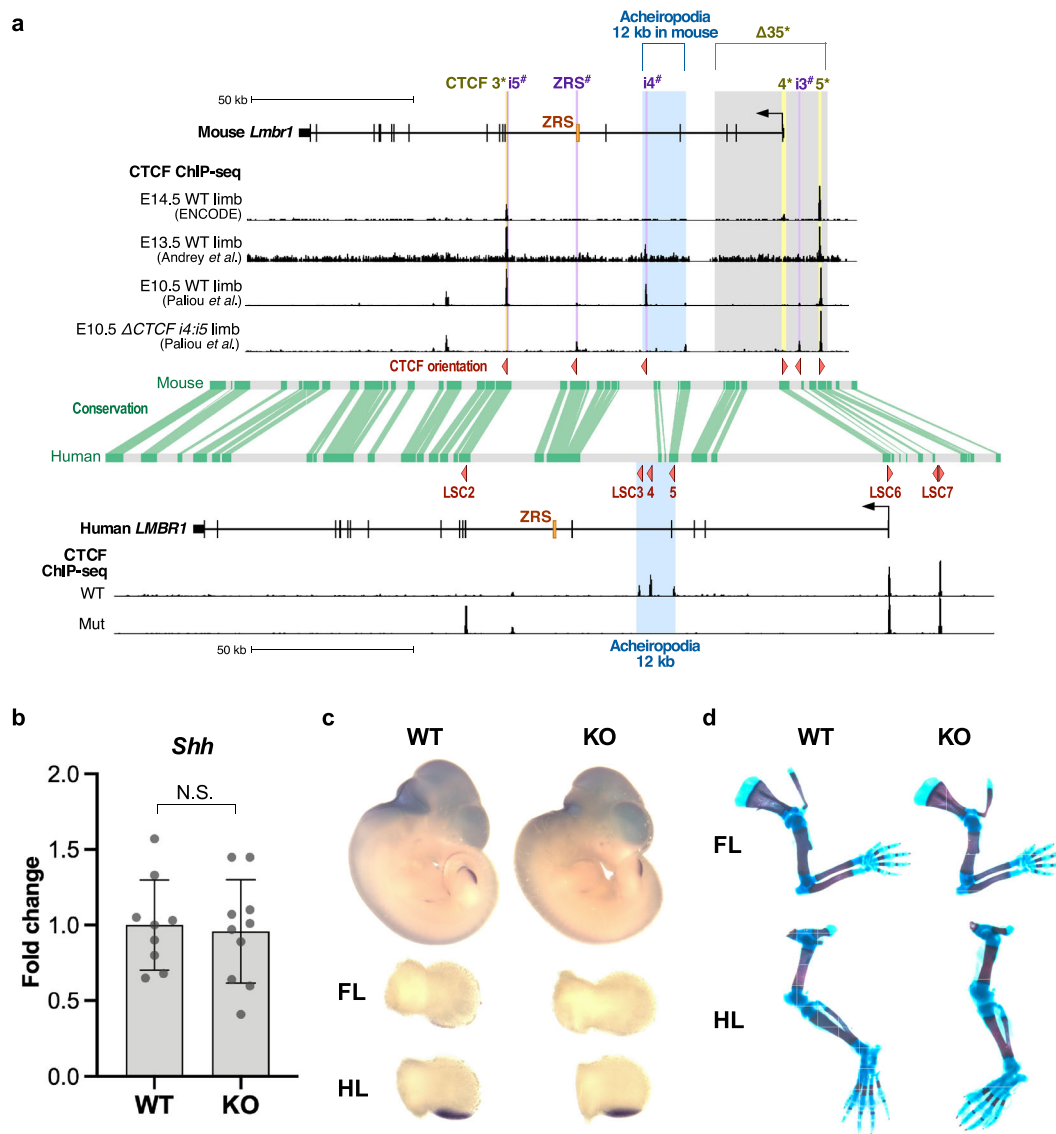 a
Acheiropodia
12 kb in mouse
Δ35*
CTCF 3* i5# ZRS# i4# 4* i3# 5*
50 kb
ZRS
Mouse Lmbr1
CTCF ChIP-seq
E14.5 WT limb
(ENCODE)
E13.5 WT limb
(Andrey et al.)
E10.5 WT limb
(Paliou et al.)
E10.5 ΔCTCF i4:i5 limb
(Paliou et al.)
CTCF orientation
Mouse
Conservation
Human
LSC2 LSC3 4 5 LSC6 LSC7
ZRS
Human LMBR1
CTCF
ChIP-seq
WT
Mut
50 kb
Acheiropodia
12 kb
b
Shh
N.S.
2.0
1.5
1.0
0.5
0.0
Fold change
WT KO
c
WT KO
FL
HL
d
WT KO
FL
HL